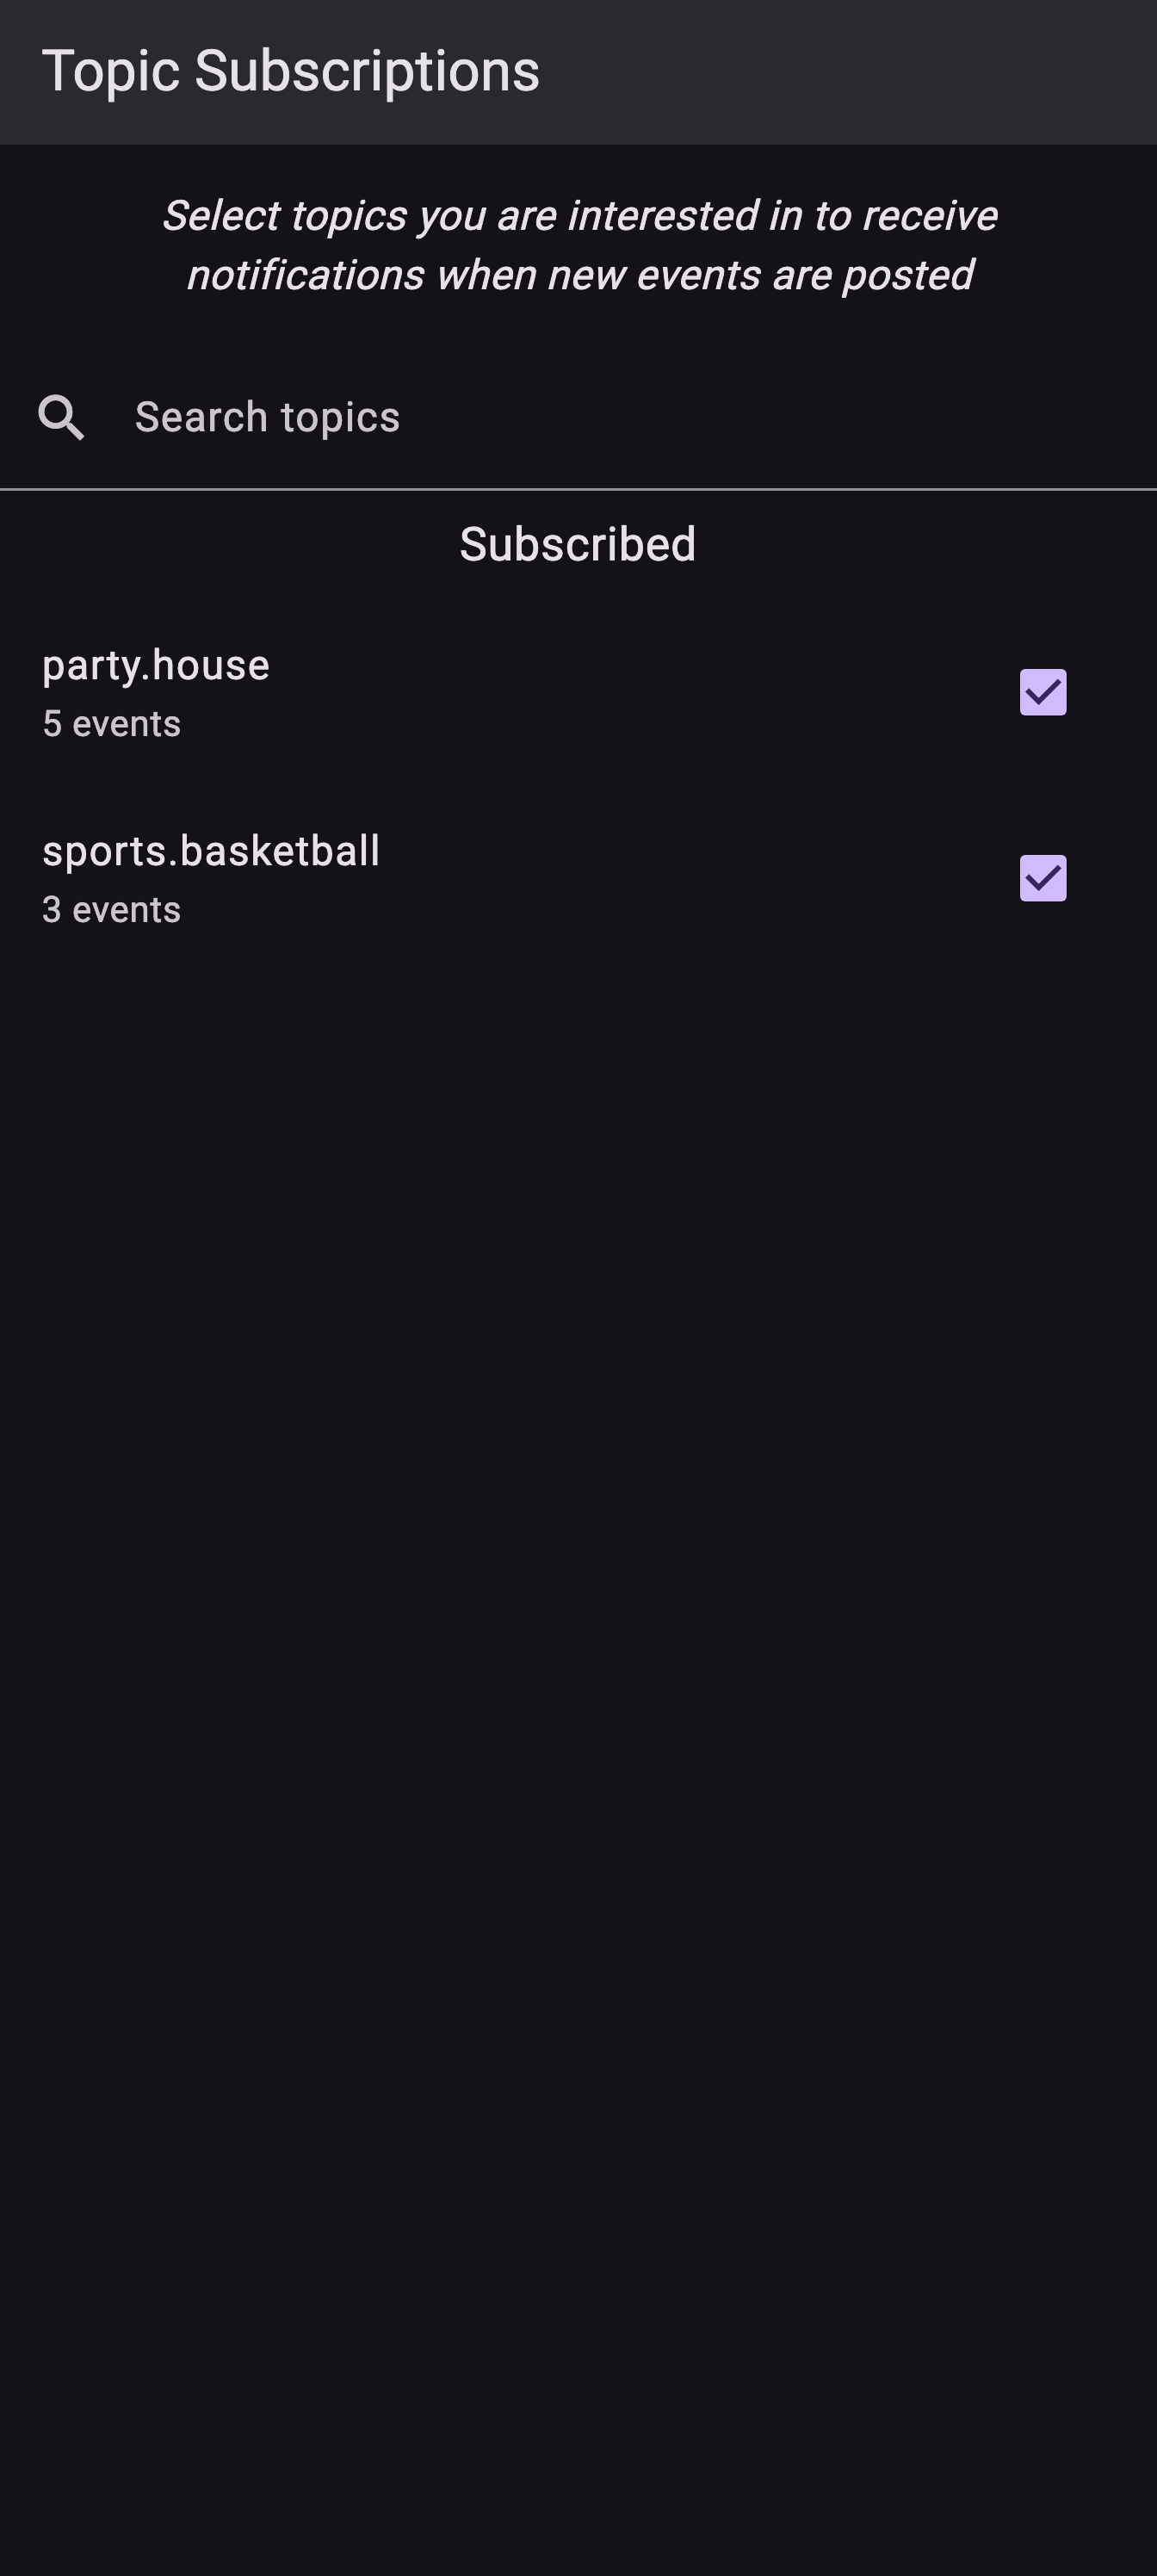 Topic Subscriptions
Select topics you are interested in to receive
notifications when new events are posted
Search topics
Subscribed
party.house
5 events
sports.basketball
3 events